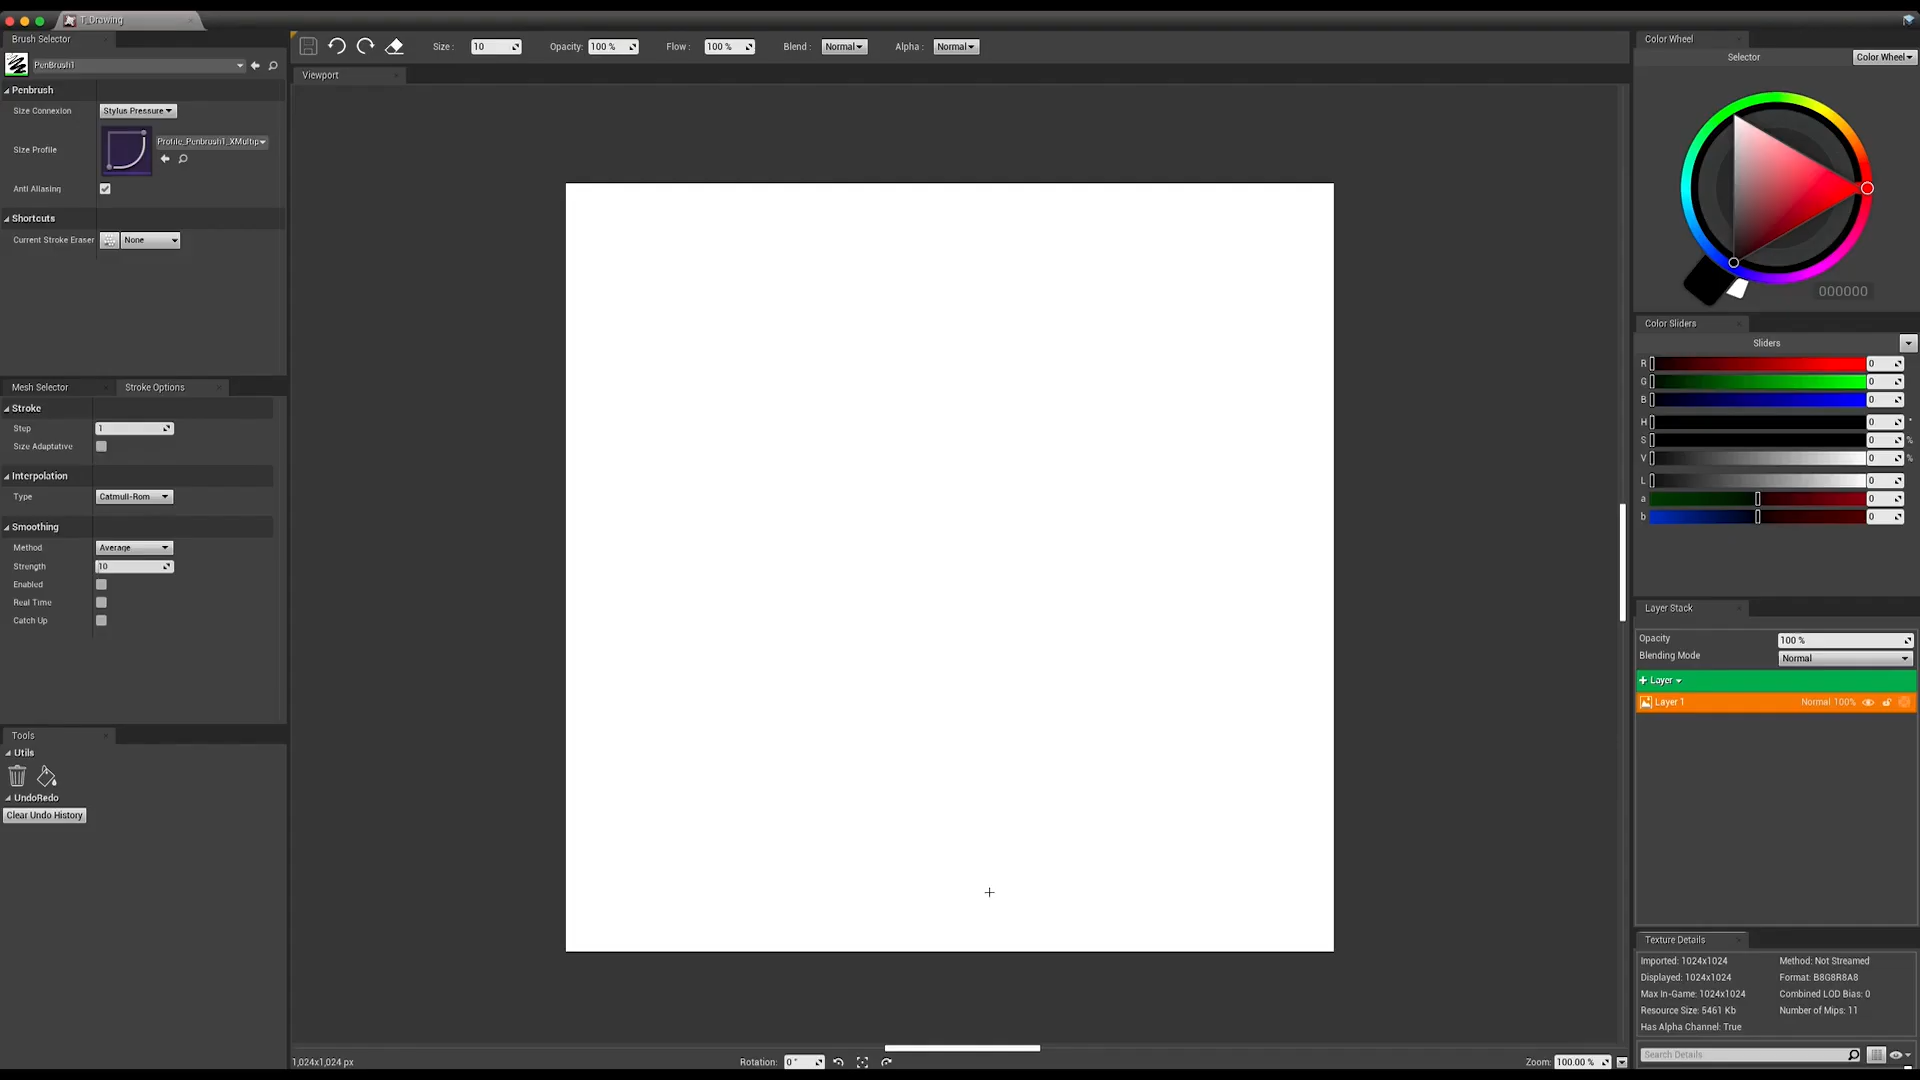 T_Drawing
Brush Selector
PenBrush1
Penbrush
Size Connexion
Stylus Pressure
Size Profile
Profile_Penbrush1_XMultip
Anti Aliasing
Shortcuts
Current Stroke Eraser
None
Mesh Selector
Stroke Options
Stroke
Step
1
Size Adaptative
Interpolation
Type
Catmull-Rom
Smoothing
Method
Average
Strength
10
Enabled
Real Time
Catch Up
Tools
Utils
UndoRedo
Clear Undo History
Size :
10
Opacity:
100 %
Flow :
100 %
Blend :
Normal
Alpha :
Normal
Viewport
1,024x1,024 px
Rotation:
0 °
Zoom:
100.00 %
Color Wheel
Selector
Color Wheel
000000
Color Sliders
Sliders
R 0
G 0
B 0
H 0 °
S 0 %
V 0 %
L 0
a 0
b 0
Layer Stack
Opacity
100 %
Blending Mode
Normal
+ Layer
Layer 1
Normal 100%
Texture Details
Imported: 1024x1024
Method: Not Streamed
Displayed: 1024x1024
Format: B8G8R8A8
Max In-Game: 1024x1024
Combined LOD Bias: 0
Resource Size: 5461 Kb
Number of Mips: 11
Has Alpha Channel: True
Search Details